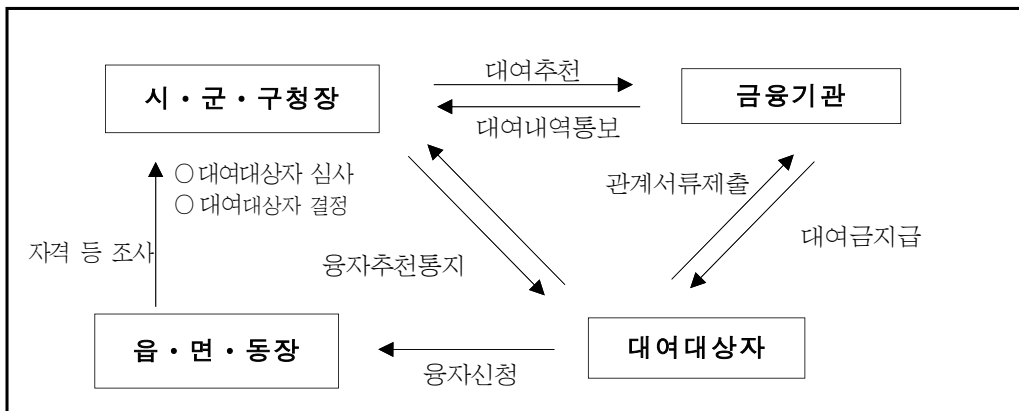 대여추천
시・군・구청장
금융기관
대여내역통보
○ 대여대상자 심사
○ 대여대상자 결정
관계서류제출
대여금지급
자격 등 조사
융자추천통지
읍・면・동장
대여대상자
융자신청